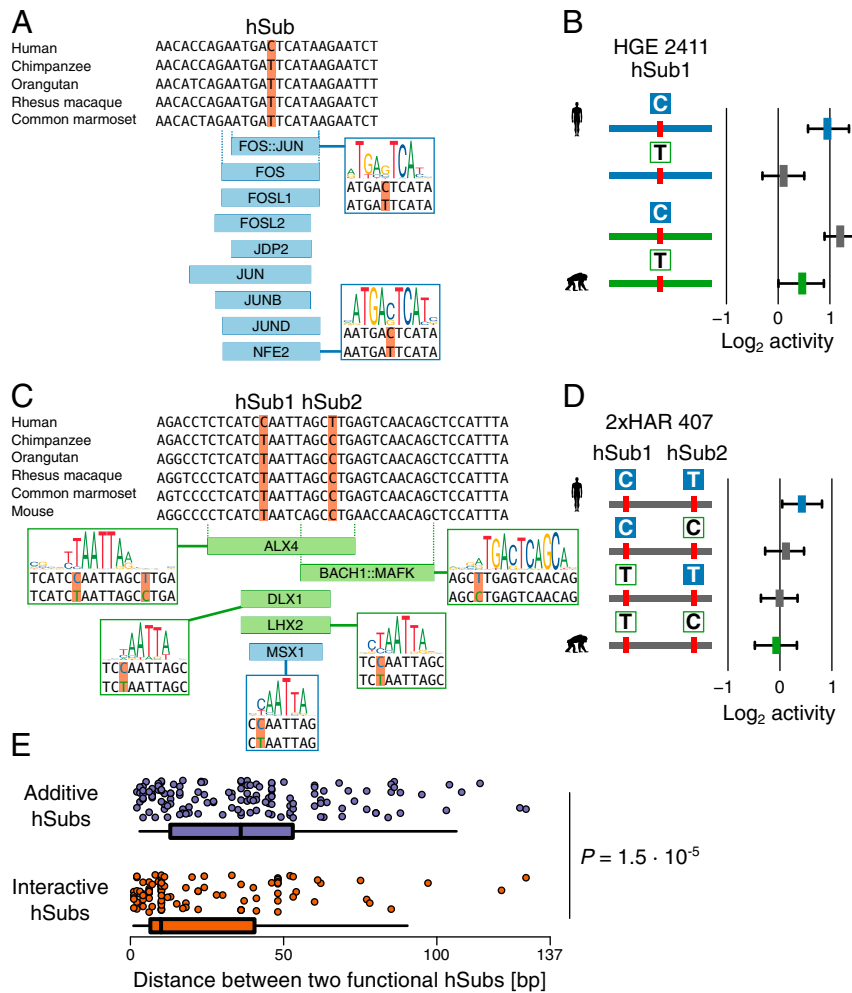 A
hSub
Human AACACCAGAATGACTCATAAGAATCT
Chimpanzee AACACCAGAATGATTCATAAGAATCT
Orangutan AACATCAGAATGATTCATAAGAATTT
Rhesus macaque AACACCAGAATGATTCATAAGAATCT
Common marmoset AACACTAGAATGATTCATAAGAATCT
FOS::JUN
FOS
FOSL1
FOSL2
JDP2
JUN
JUNB
JUND
NFE2
ATGACTCATA
ATGATTCATA
AATGACTCATA
AATGATTCATA
B
HGE 2411
hSub1
C
T
C
T
−1 0 1
Log2 activity
C
hSub1 hSub2
Human AGACCTCTCATCCAATTAGCTTGAGTCAACAGCTCCATTTA
Chimpanzee AGACCTCTCATCTAATTAGCCTGAGTCAACAGCTCCATTTA
Orangutan AGGCCTCTCATCTAATTAGCCTGAGTCAACAGCTCCATTTA
Rhesus macaque AGGTCCCTCATCTAATTAGCCTGAGTCAACAGCTCCATTTA
Common marmoset AGTCCCCTCATCTAATTAGCCTGAGTCAACAGCTCCATTTA
Mouse AGGCCCCTCATCTAATCAGCCTGAACCAACAGCTCCATTTA
ALX4
BACH1::MAFK
DLX1
LHX2
MSX1
TCATCCAATTAGCTTGA
TCATCTAATTAGCCTGA
AGCTTGAGTCAACAG
AGCCTGAGTCAACAG
TCCAATTAGC
TCTAATTAGC
TCCAATTAGC
TCTAATTAGC
CCAATTAG
CTAATTAG
D
2xHAR 407
hSub1 hSub2
C T
C C
T T
T C
−1 0 1
Log2 activity
E
Additive
hSubs
Interactive
hSubs
P = 1.5 · 10-5
0 50 100 137
Distance between two functional hSubs [bp]